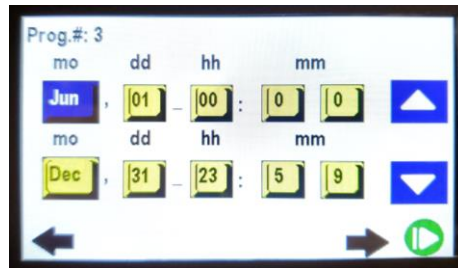 Prog.#: 3
mo dd hh mm
Jun , 01 _ 00 : 0 0
mo dd hh mm
Dec , 31 _ 23 : 5 9